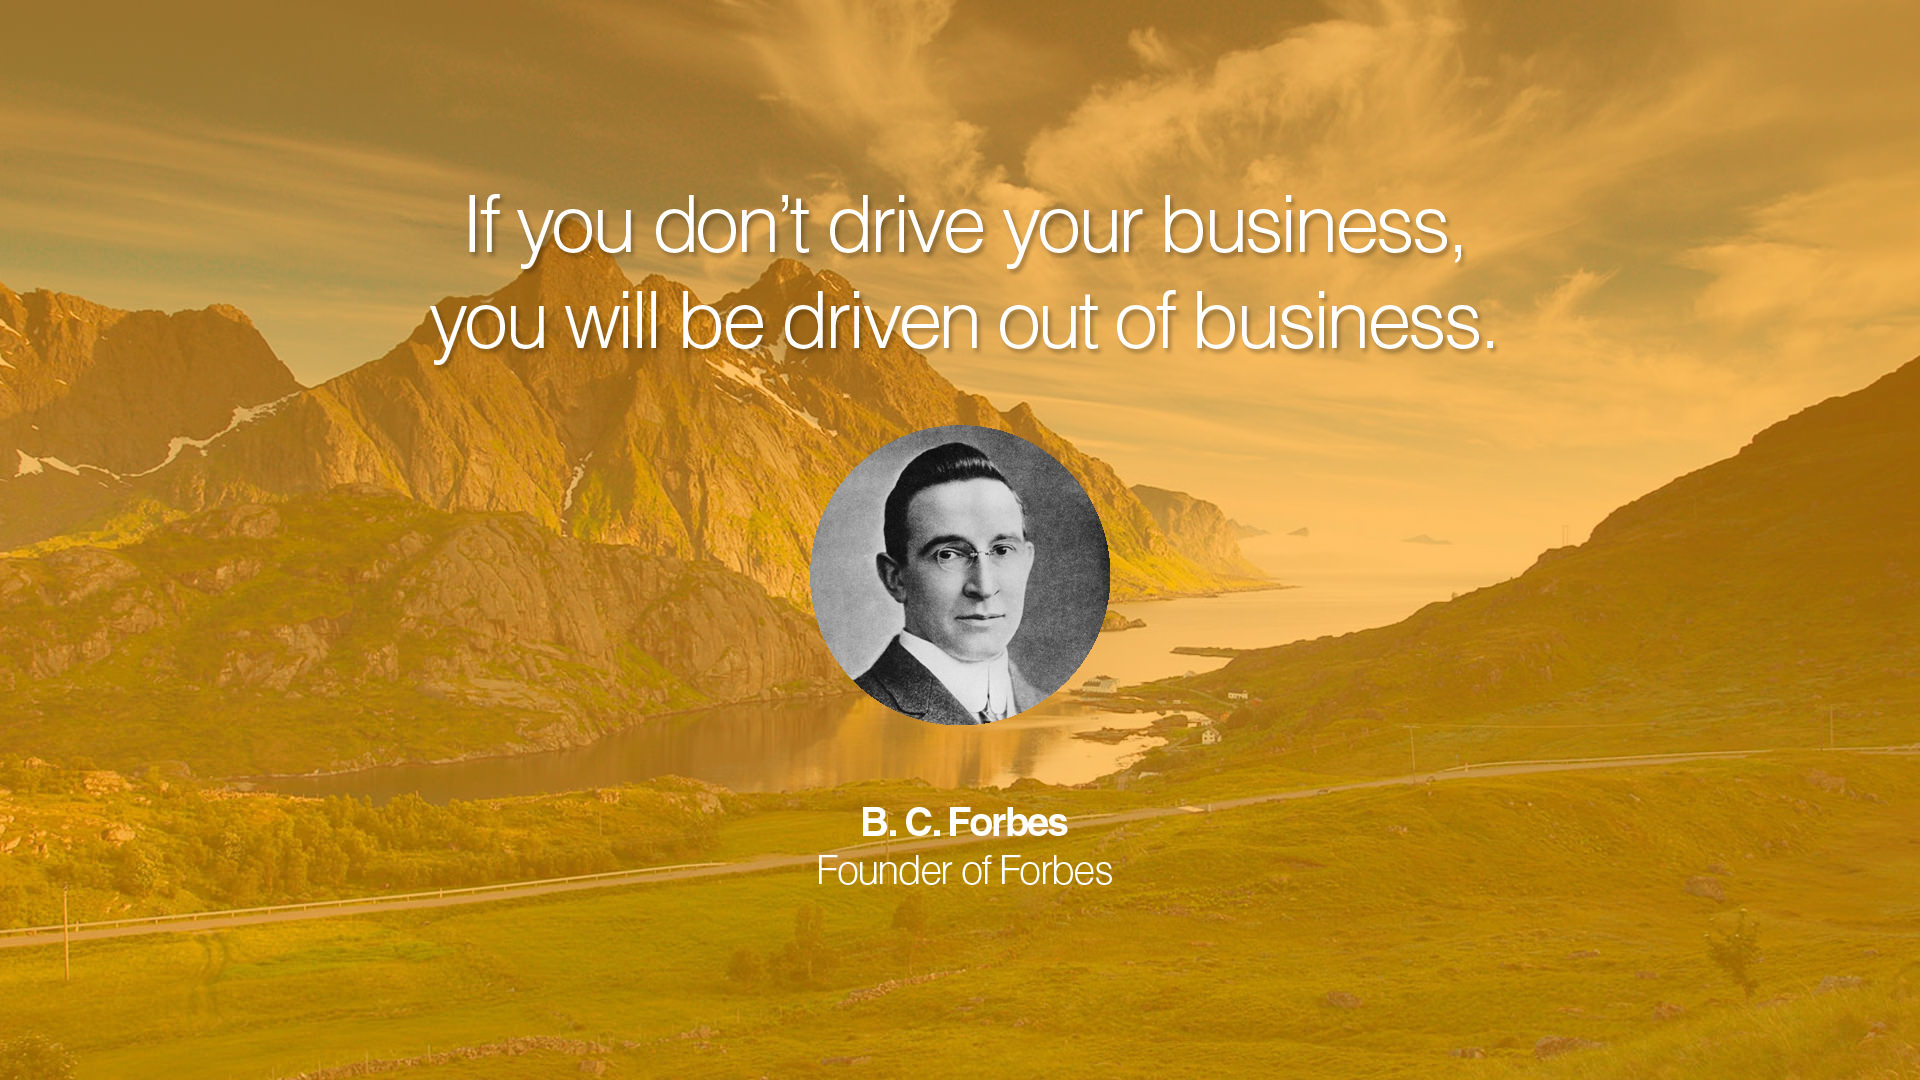 If you don’t drive your business,
you will be driven out of business.
B. C. Forbes
Founder of Forbes